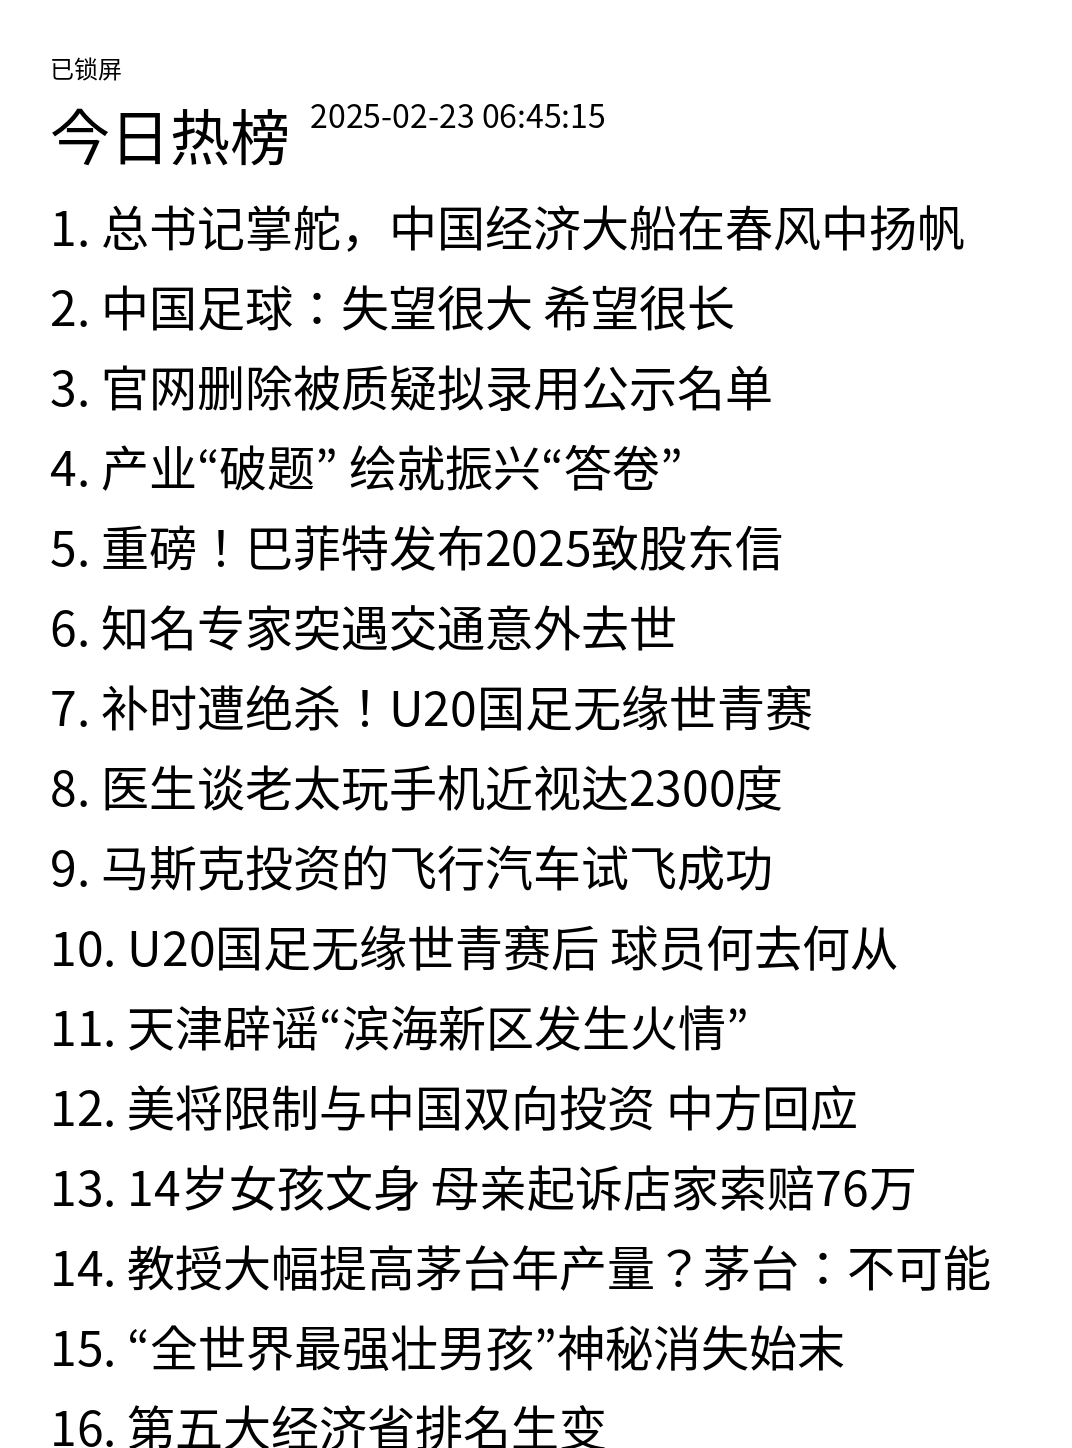 已锁屏
今日热榜 2025-02-23 06:45:15
1. 总书记掌舵，中国经济大船在春风中扬帆
2. 中国足球：失望很大 希望很长
3. 官网删除被质疑拟录用公示名单
4. 产业“破题” 绘就振兴“答卷”
5. 重磅！巴菲特发布2025致股东信
6. 知名专家突遇交通意外去世
7. 补时遭绝杀！U20国足无缘世青赛
8. 医生谈老太玩手机近视达2300度
9. 马斯克投资的飞行汽车试飞成功
10. U20国足无缘世青赛后 球员何去何从
11. 天津辟谣“滨海新区发生火情”
12. 美将限制与中国双向投资 中方回应
13. 14岁女孩文身 母亲起诉店家索赔76万
14. 教授大幅提高茅台年产量？茅台：不可能
15. “全世界最强壮男孩”神秘消失始末
16. 第五大经济省排名生变